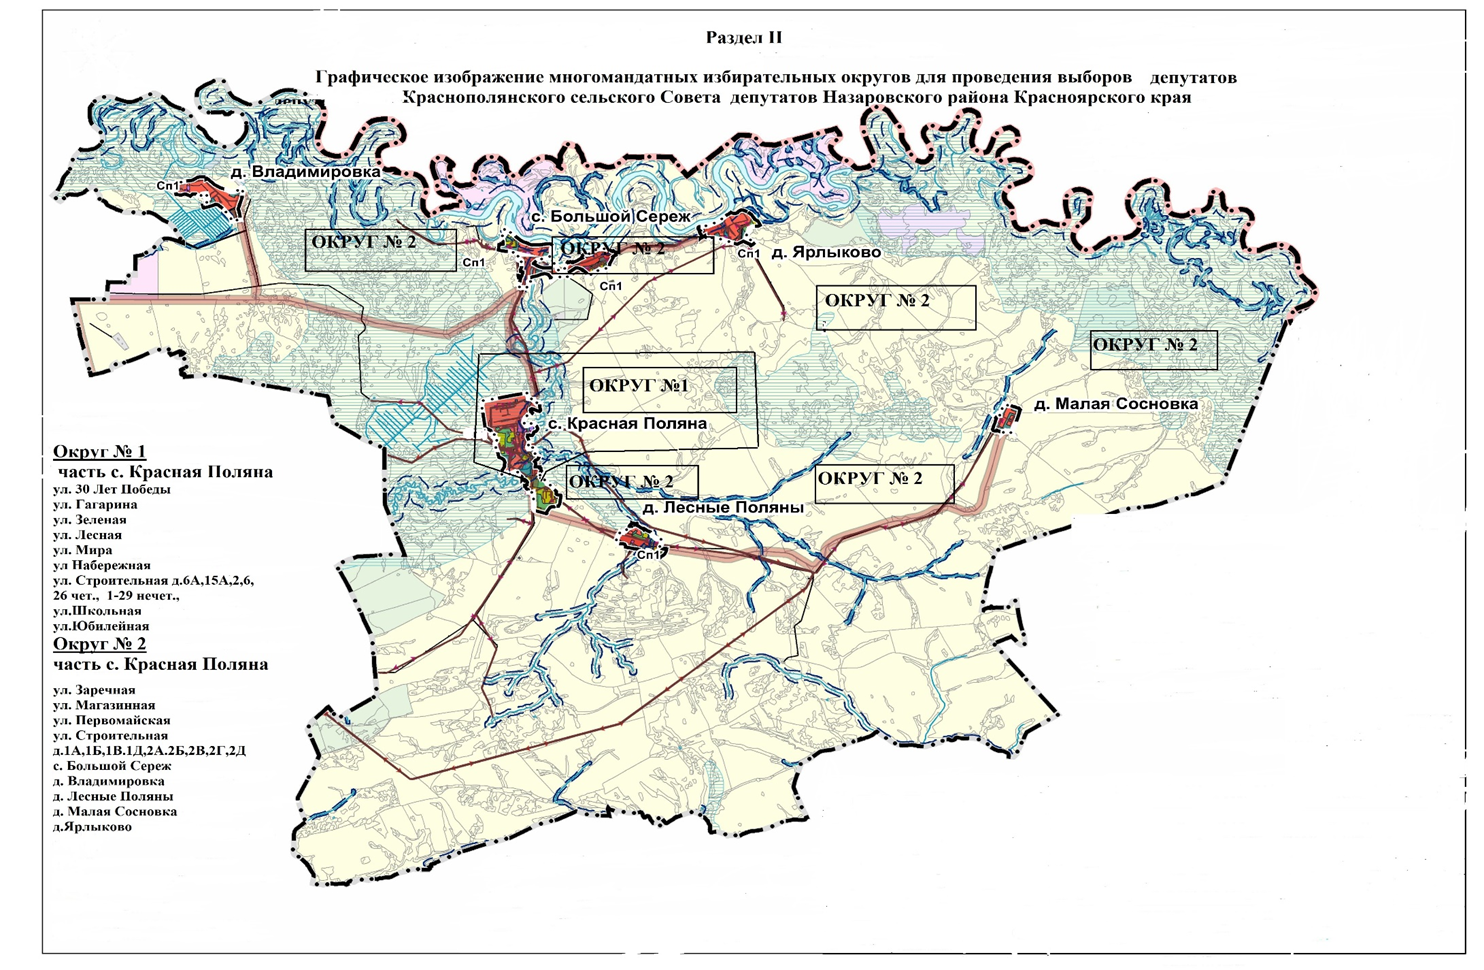 Раздел II
Графическое изображение многомандатных избирательных округов для проведения выборов депутатов
Краснополянского сельского Совета депутатов Назаровского района Красноярского края
д. Владимировка
Сп1
с. Большой Сереж
ОКРУГ № 2
ОКРУГ № 2
Сп1
Сп1
Сп1
д. Ярлыково
ОКРУГ № 2
ОКРУГ № 2
ОКРУГ №1
д. Малая Сосновка
с. Красная Поляна
ОКРУГ № 2
ОКРУГ № 2
д. Лесные Поляны
Сп1
Округ № 1
часть с. Красная Поляна
ул. 30 Лет Победы
ул. Гагарина
ул. Зеленая
ул. Лесная
ул. Мира
ул Набережная
ул. Строительная д.6А,15А,2,6,
26 чет., 1-29 нечет.,
ул.Школьная
ул.Юбилейная
Округ № 2
часть с. Красная Поляна
ул. Заречная
ул. Магазинная
ул. Первомайская
ул. Строительная
д.1А,1Б,1В.1Д,2А.2Б,2В,2Г,2Д
с. Большой Сереж
д. Владимировка
д. Лесные Поляны
д. Малая Сосновка
д.Ярлыково